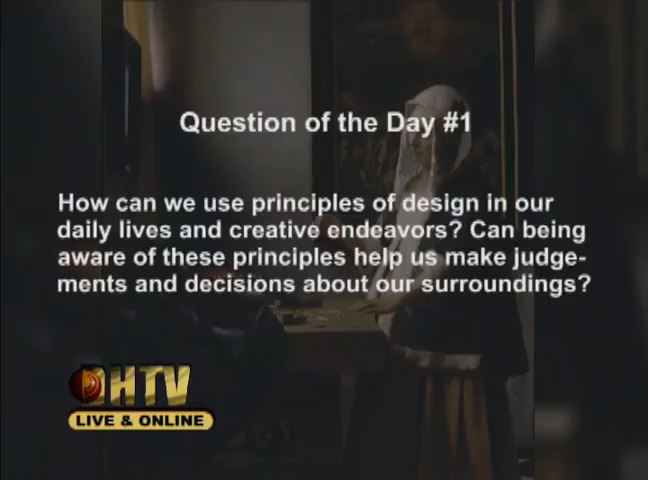 Question of the Day #1
How can we use principles of design in our
daily lives and creative endeavors? Can being
aware of these principles help us make judge-
ments and decisions about our surroundings?
DHTV
LIVE & ONLINE